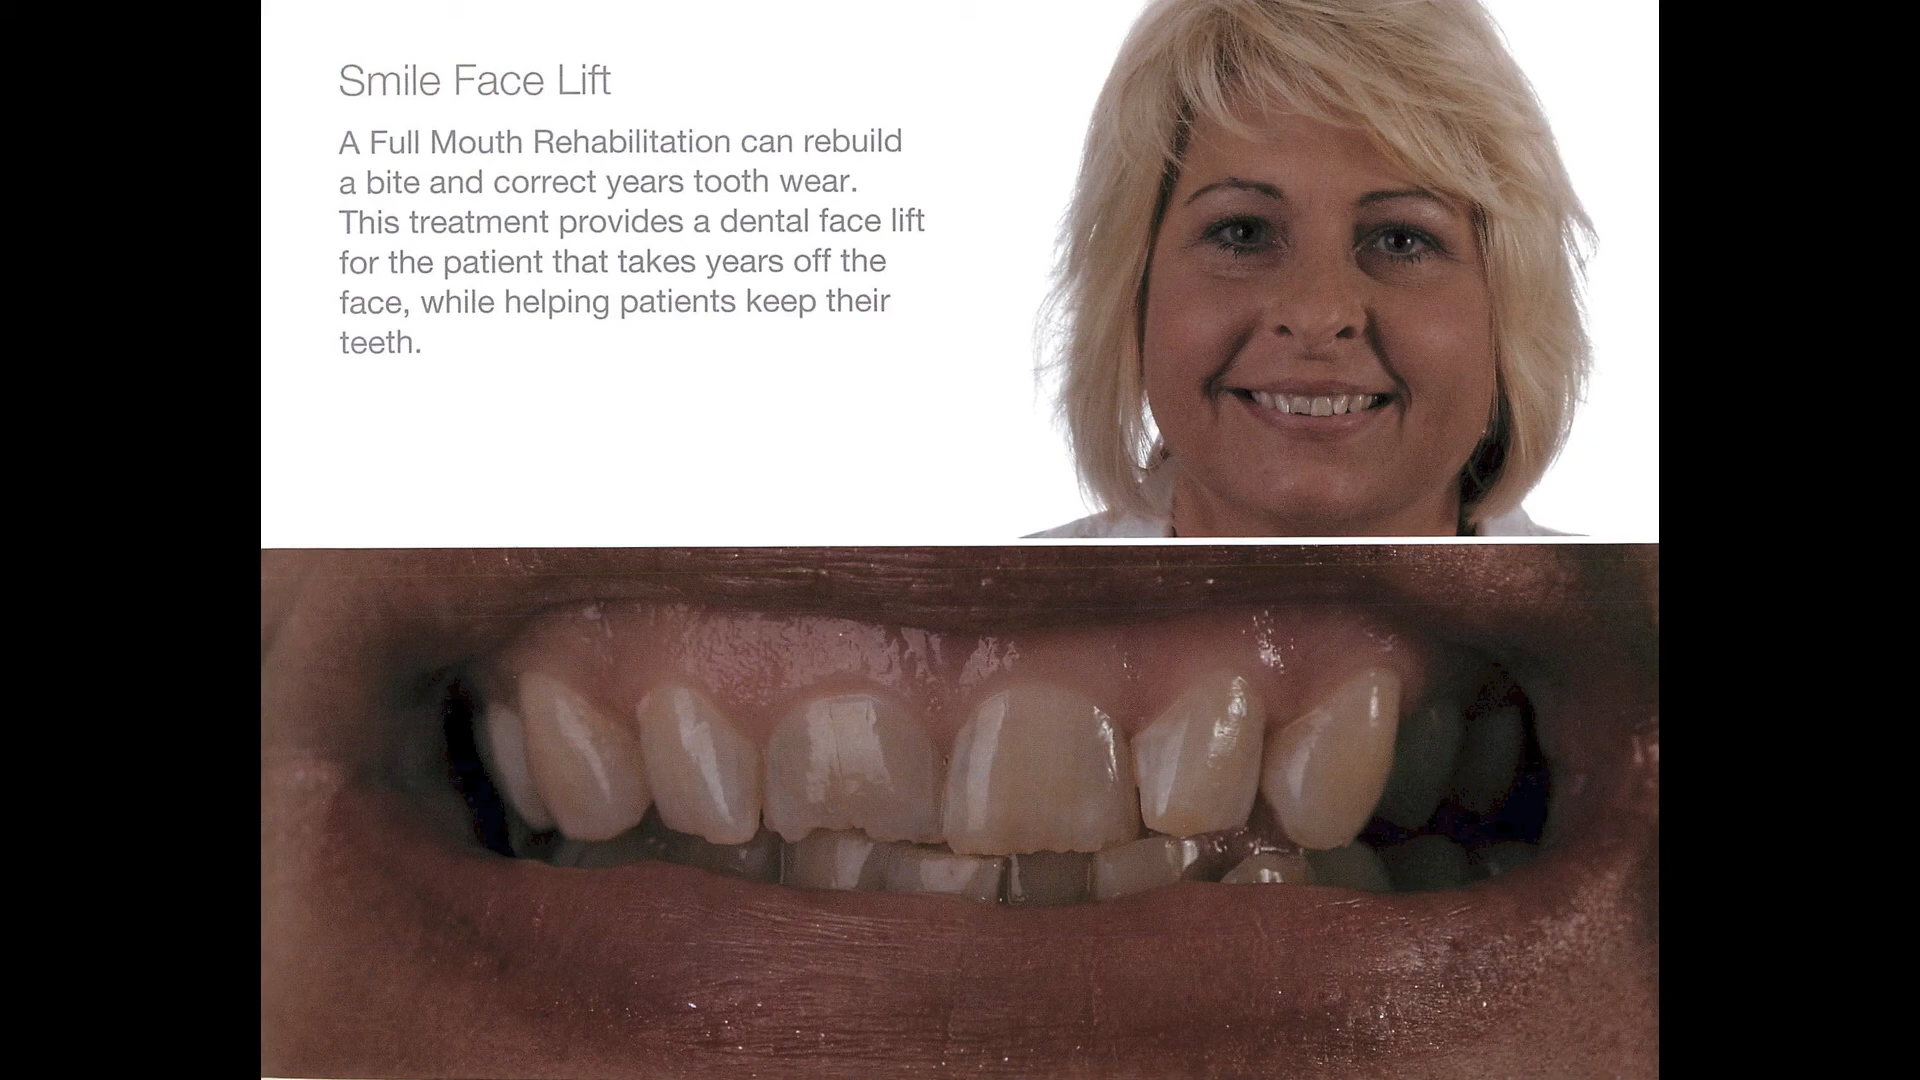 Smile Face Lift
A Full Mouth Rehabilitation can rebuild
a bite and correct years tooth wear.
This treatment provides a dental face lift
for the patient that takes years off the
face, while helping patients keep their
teeth.